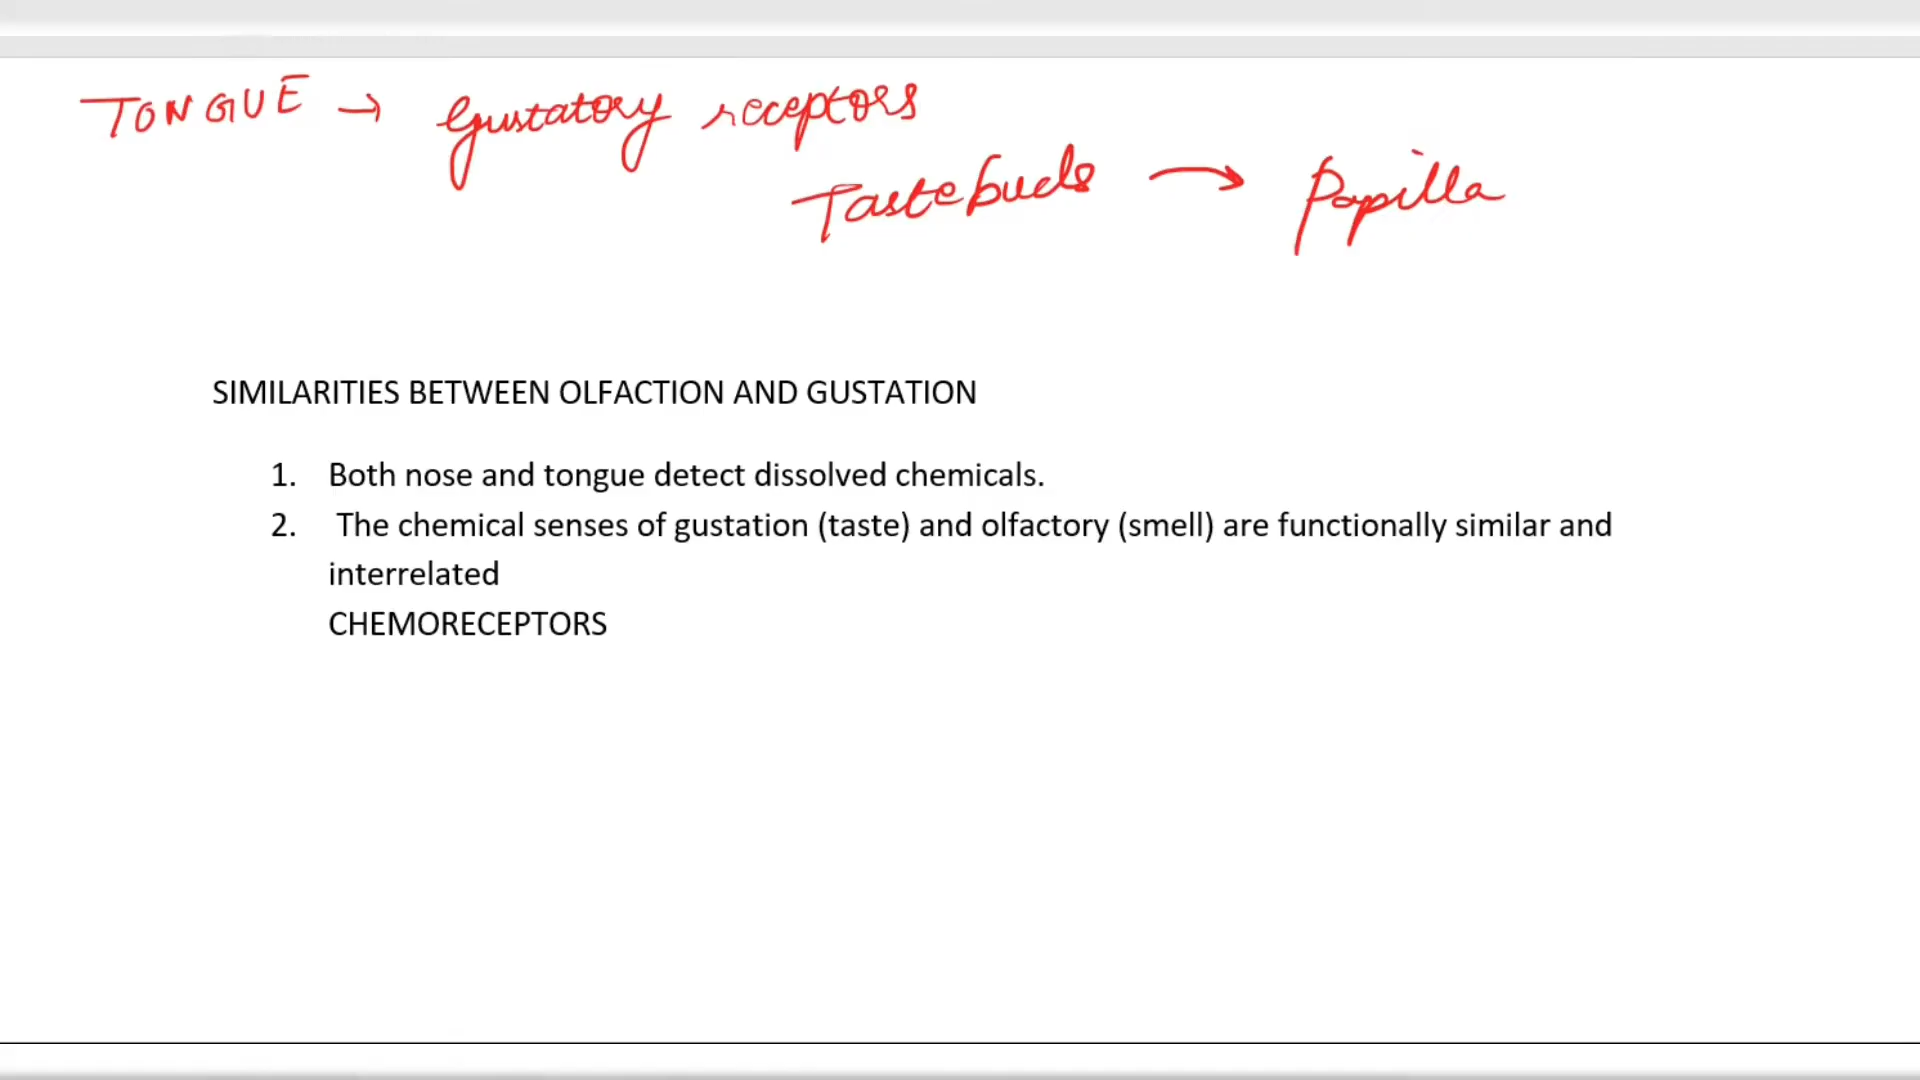 TONGUE → Gustatory receptors
Tastebuds → Papilla
SIMILARITIES BETWEEN OLFACTION AND GUSTATION
1. Both nose and tongue detect dissolved chemicals.
2. The chemical senses of gustation (taste) and olfactory (smell) are functionally similar and
interrelated
CHEMORECEPTORS